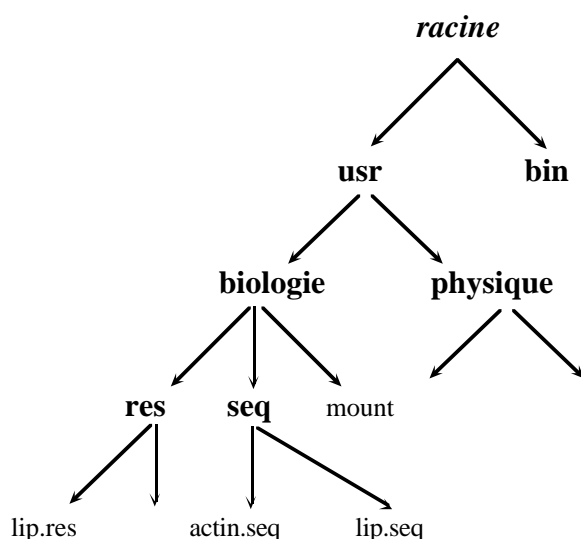 racine
usr bin
biologie physique
res seq mount
lip.res actin.seq lip.seq